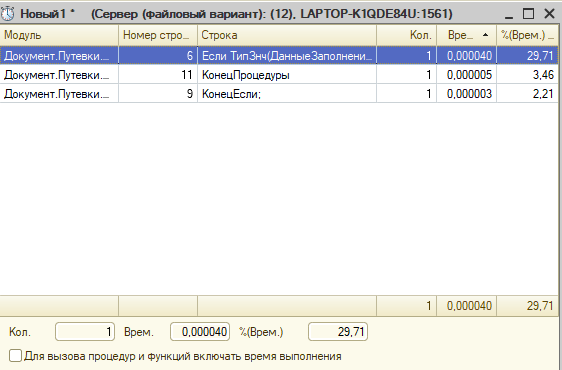 Новый1 * (Сервер (файловый вариант): (12), LAPTOP-K1QDE84U:1561)
Модуль Номер стро... Строка Кол. Вре... %(Врем.) ...
Документ.Путевки.... 6 Если ТипЗнч(ДанныеЗаполнени... 1 0,000040 29,71
Документ.Путевки.... 11 КонецПроцедуры 1 0,000005 3,46
Документ.Путевки.... 9 КонецЕсли; 1 0,000003 2,21
1 0,000040 29,71
Кол. 1 Врем. 0,000040 %(Врем.) 29,71
Для вызова процедур и функций включать время выполнения